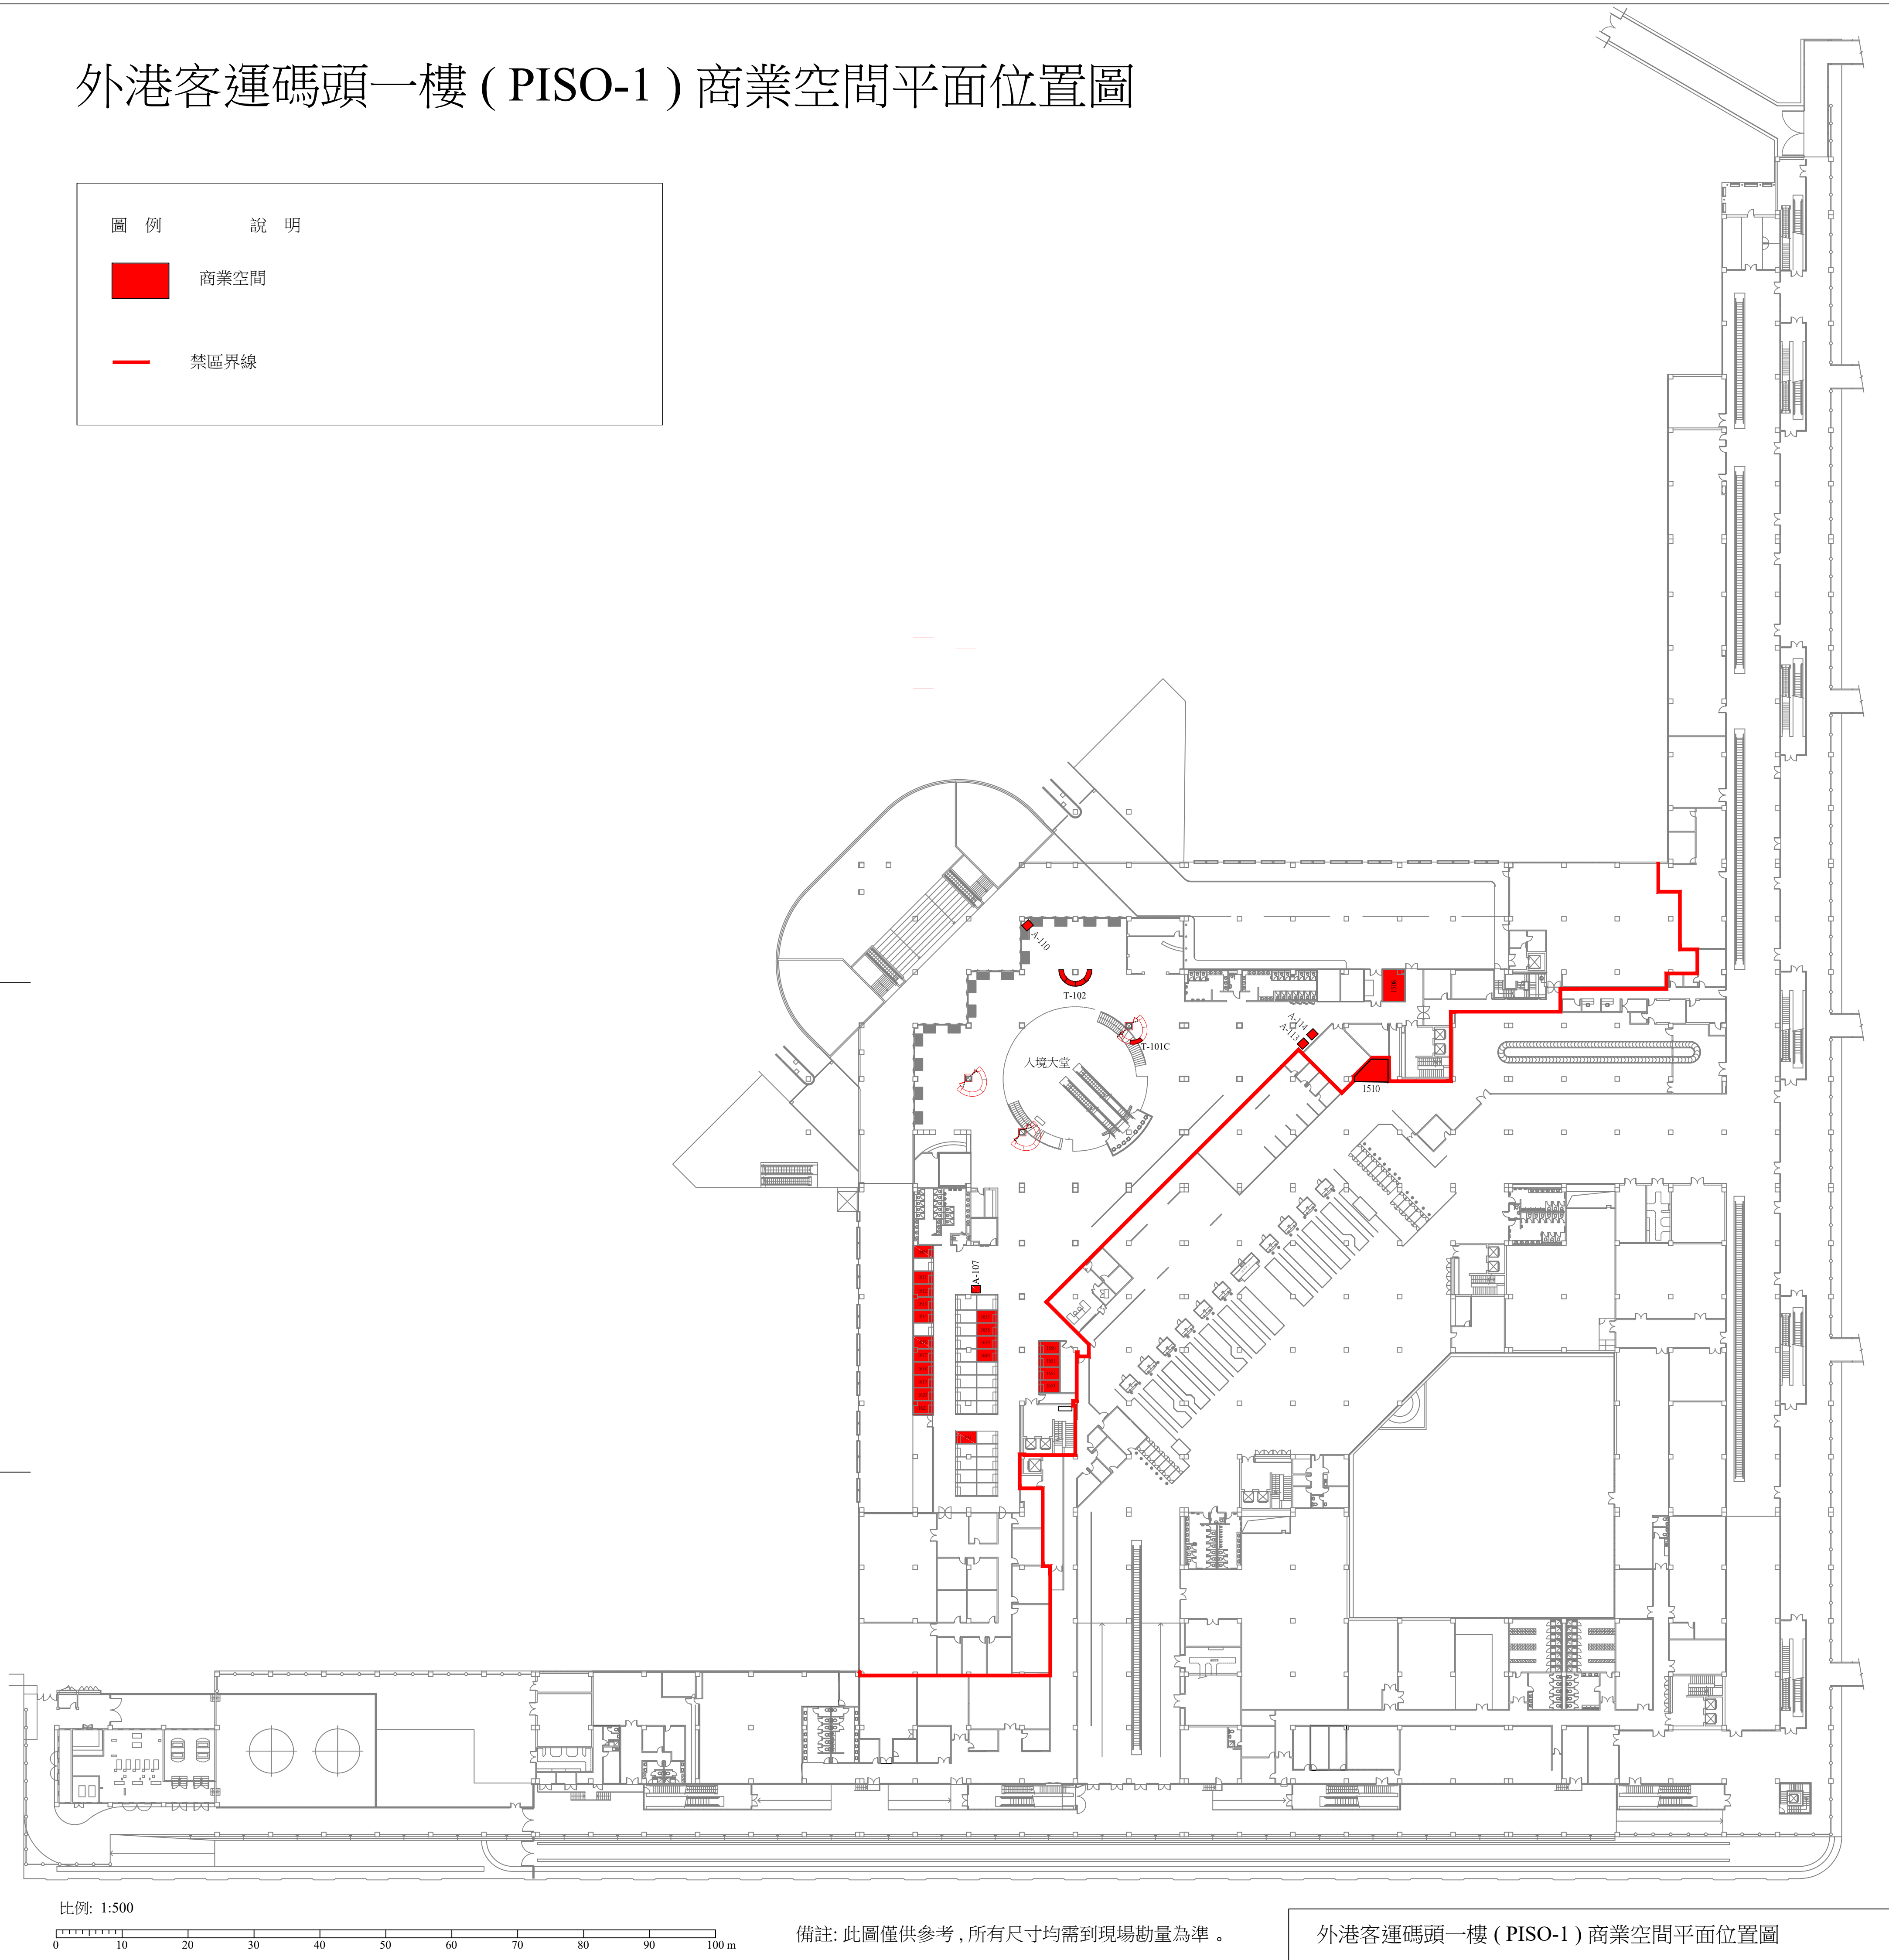 外港客運碼頭一樓 ( PISO-1 ) 商業空間平面位置圖
圖 例 說 明
商業空間
禁區界線
A-110
T-102
T-101C
A-114
A-113
入境大堂
1510
A-107
比例: 1:500
0 10 20 30 40 50 60 70 80 90 100 m
備註: 此圖僅供參考 , 所有尺寸均需到現場勘量為準 。
外港客運碼頭一樓 ( PISO-1 ) 商業空間平面位置圖